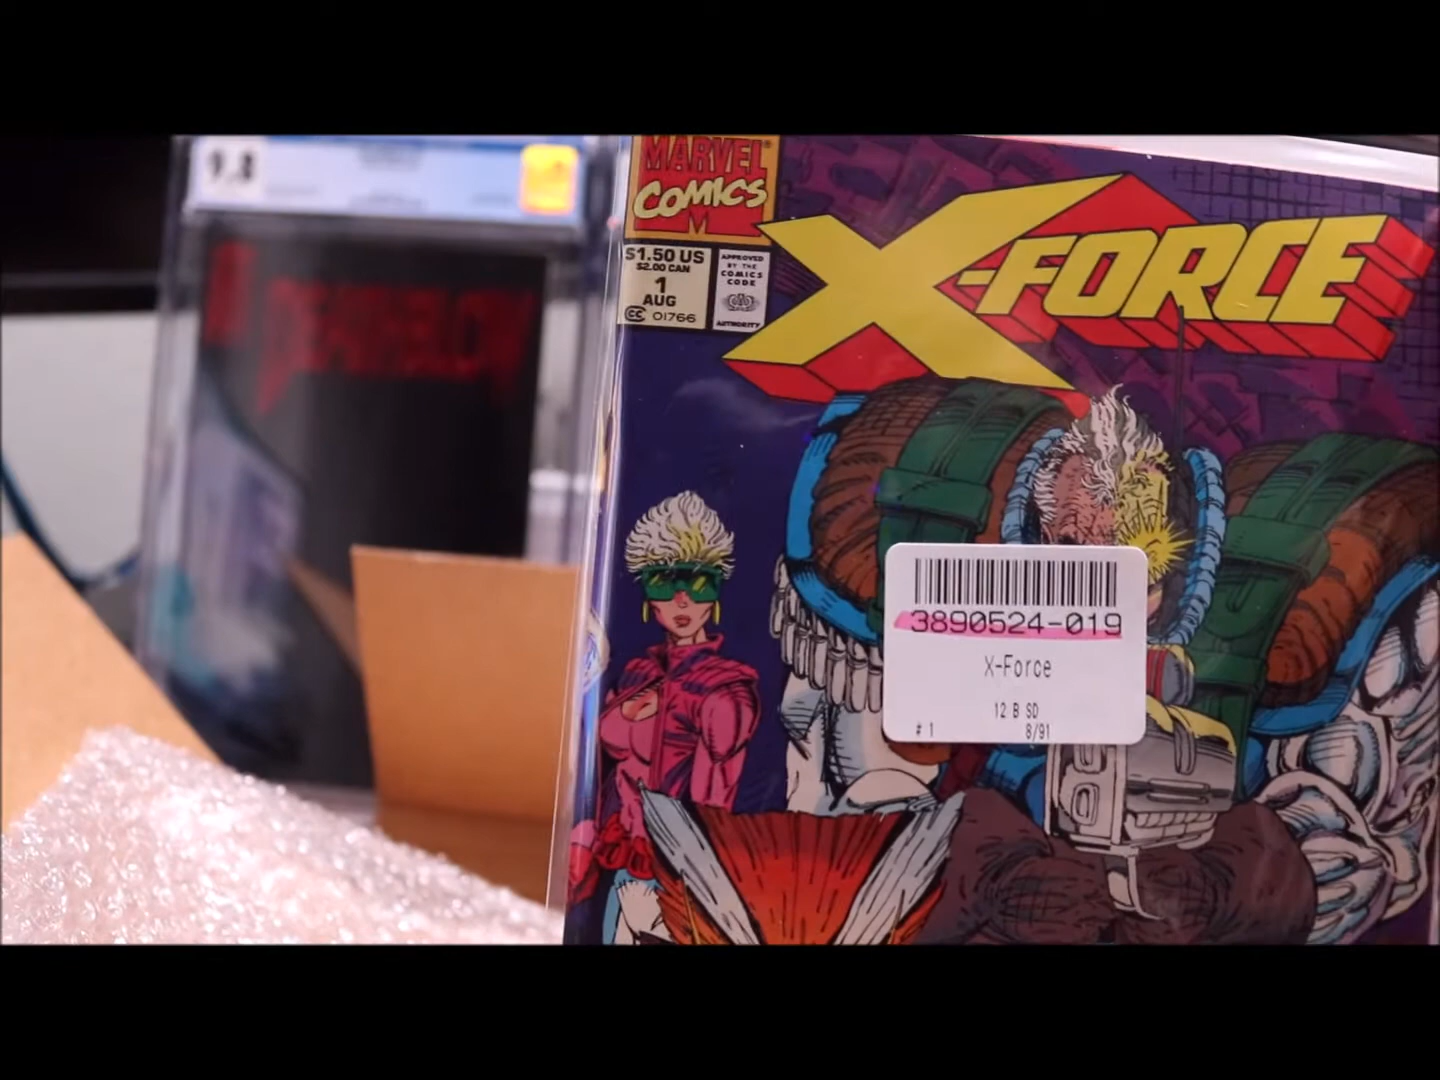 9.8
MARVEL
COMICS
M
$1.50 US
$2.00 CAN
1
AUG
CC 01766
APPROVED
BY THE
COMICS
CODE
AUTHORITY
X-FORCE
3890524-019
X-Force
12 B SD
# 1 8/91